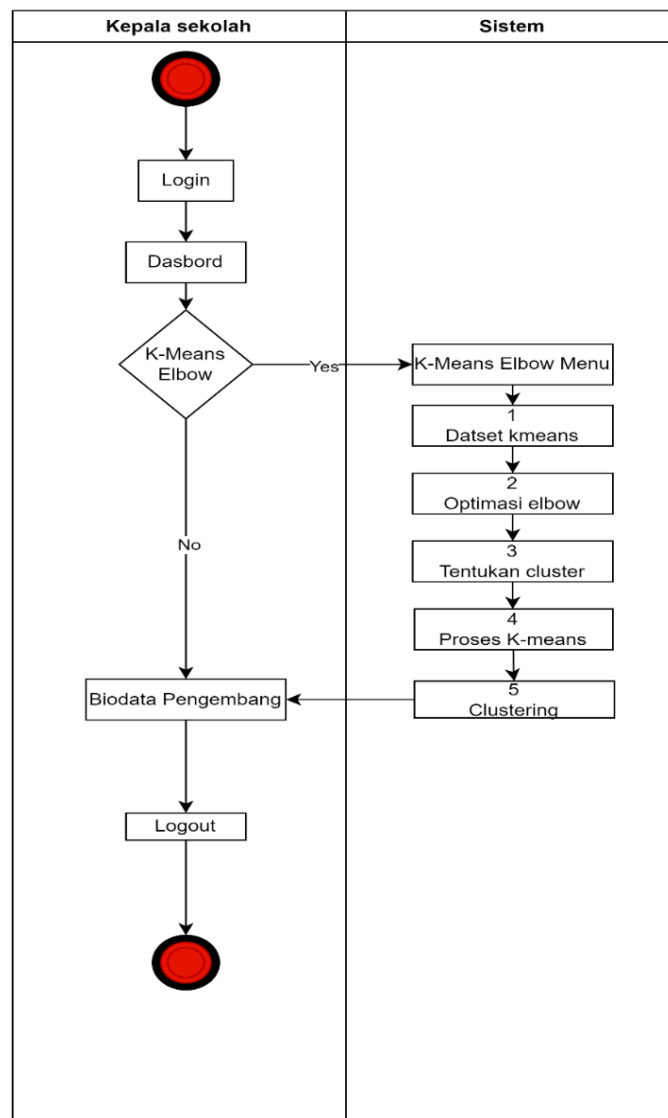 Kepala sekolah
Sistem
Login
Dasbord
K-Means
Elbow
Yes
K-Means Elbow Menu
1
Datset kmeans
2
Optimasi elbow
3
Tentukan cluster
4
Proses K-means
5
Clustering
No
Biodata Pengembang
Logout